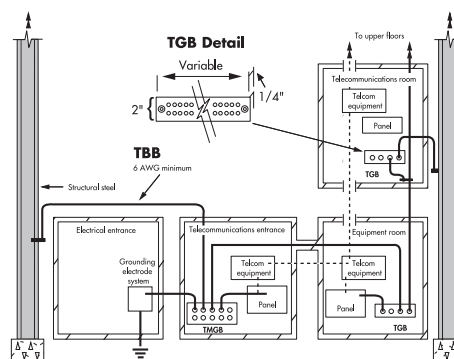 TGB Detail
Variable
1/4"
2"
To upper floors
Telecommunications room
Telcom
equipment
Panel
TGB
TBB
6 AWG minimum
Structural steel
Electrical entrance
Grounding
electrode
system
Telecommunications entrance
Telcom
equipment
Panel
TMGB
Equipment room
Telcom
equipment
Panel
TGB